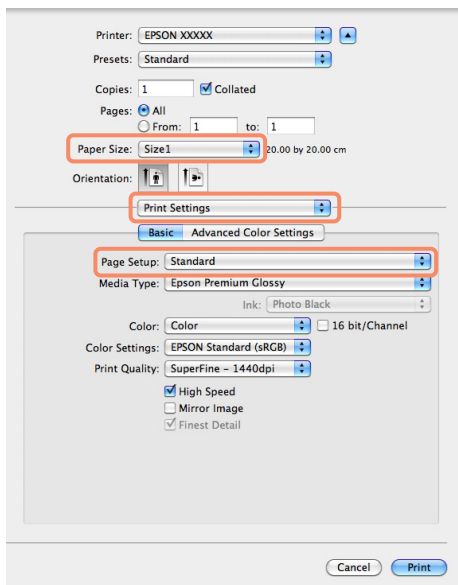 Printer: EPSON XXXXX
Presets: Standard
Copies: 1 Collated
Pages: All
From: 1 to: 1
Paper Size: Size1 20.00 by 20.00 cm
Orientation:
Print Settings
Basic Advanced Color Settings
Page Setup: Standard
Media Type: Epson Premium Glossy
Ink: Photo Black
Color: Color 16 bit/Channel
Color Settings: EPSON Standard (sRGB)
Print Quality: SuperFine - 1440dpi
High Speed
Mirror Image
Finest Detail
Cancel Print